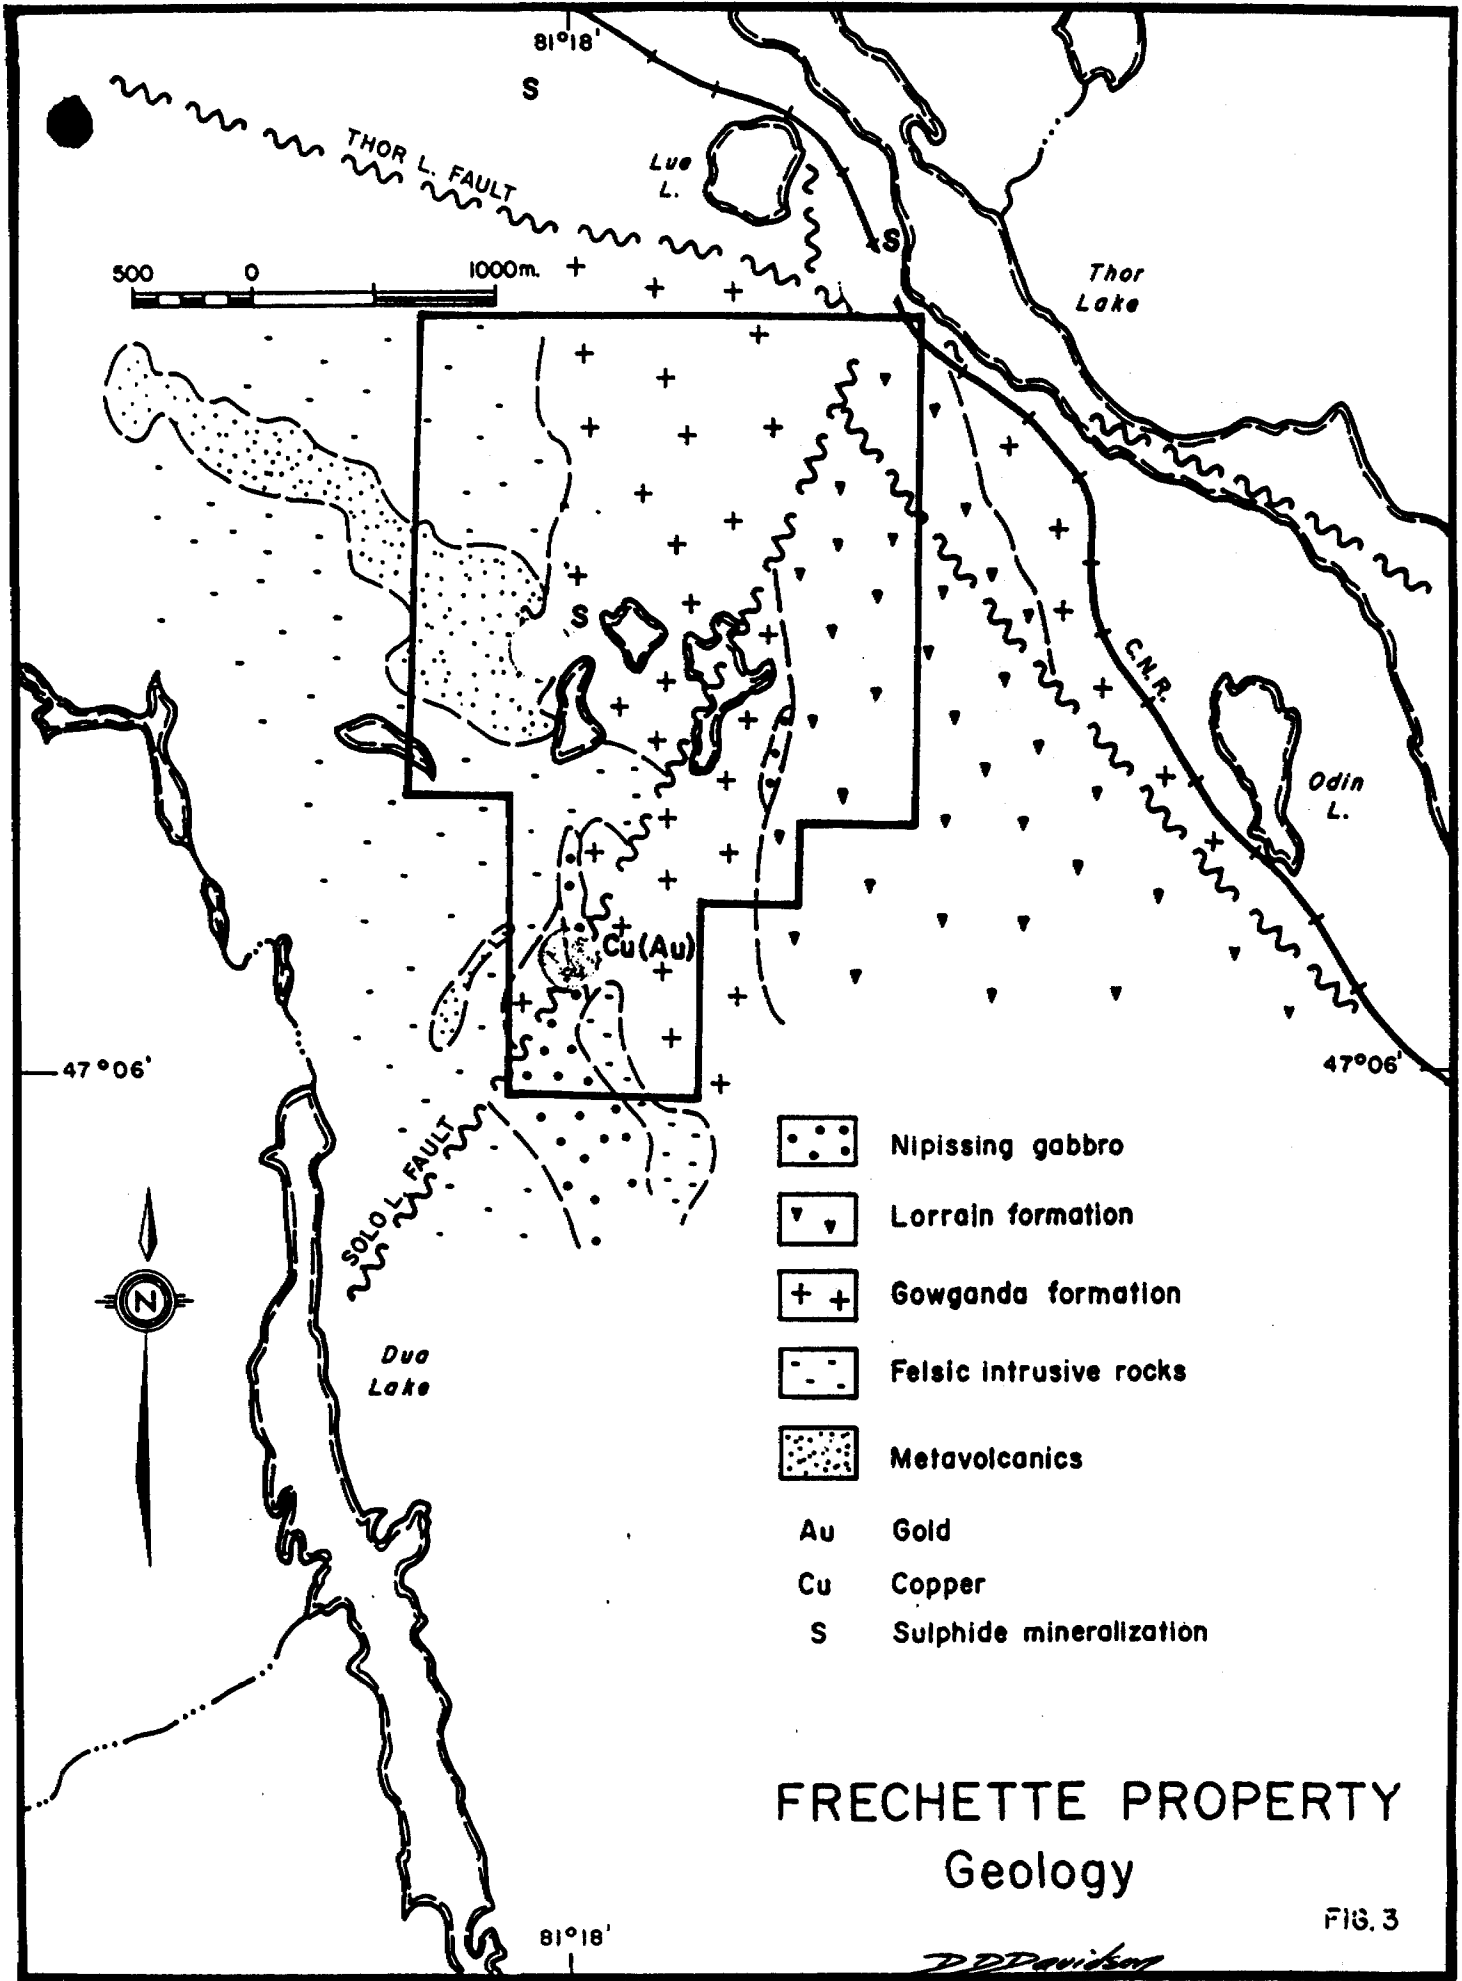 81°18'
S
THOR L. FAULT
Lue
L.
S
Thor
Lake
500 0 1000m.
S
C.N.R.
Odin
L.
Cu(Au)
47°06'
47°06'
SOLO L. FAULT
Nipissing gabbro
Lorrain formation
Gowganda formation
Felsic intrusive rocks
Metavolcanics
Au Gold
Cu Copper
S Sulphide mineralization
N
Dua
Lake
FRECHETTE PROPERTY
Geology
FIG. 3
81°18'
D D Davidson